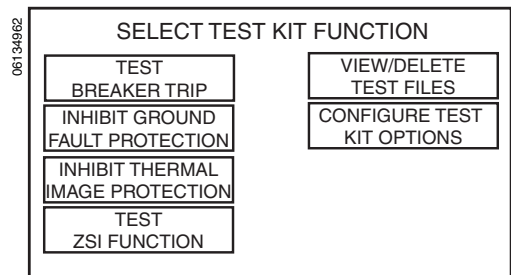 06134962
SELECT TEST KIT FUNCTION
TEST
BREAKER TRIP
INHIBIT GROUND
FAULT PROTECTION
INHIBIT THERMAL
IMAGE PROTECTION
TEST
ZSI FUNCTION
VIEW/DELETE
TEST FILES
CONFIGURE TEST
KIT OPTIONS